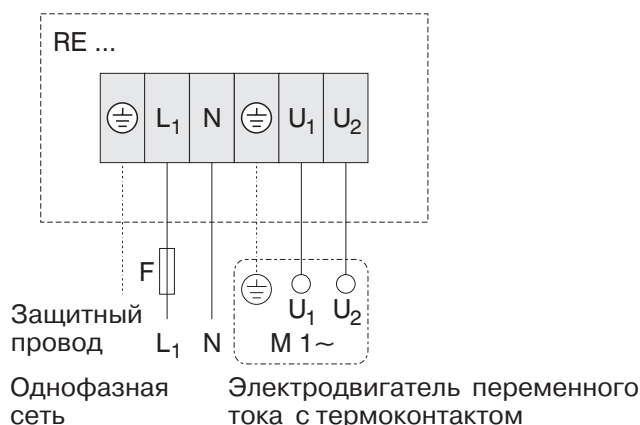 RE ...
L1 N U1 U2
F
U1 U2
Защитный
провод L1 N M 1~
Однофазная Электродвигатель переменного
сеть тока с термоконтактом